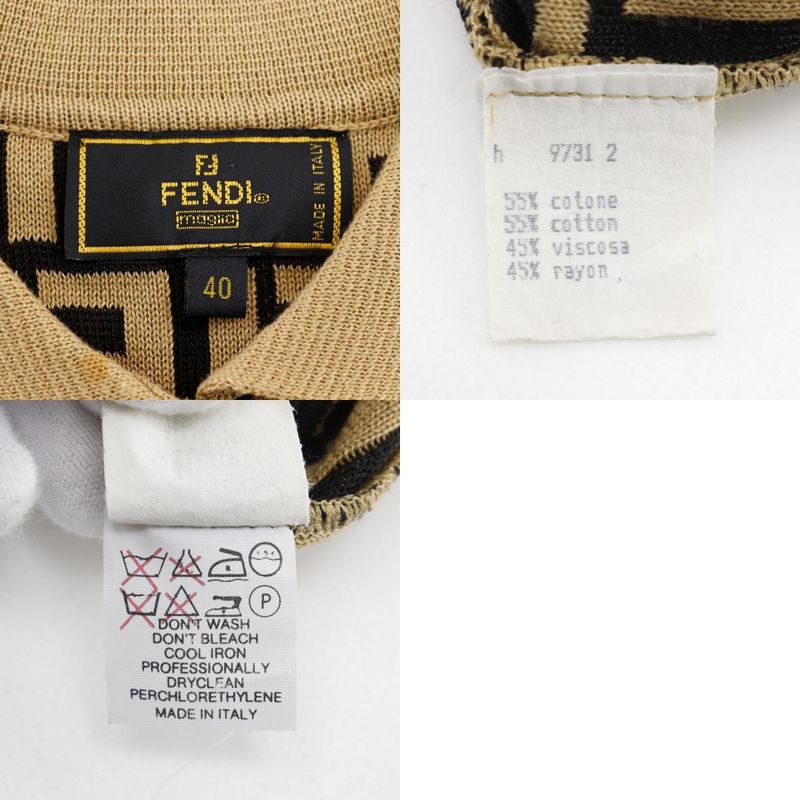 FENDI®
maglia
MADE IN ITALY
40
h 9731 2
55% cotone
55% cotton
45% viscosa
45% rayon
P
DON'T WASH
DON'T BLEACH
COOL IRON
PROFESSIONALLY
DRYCLEAN
PERCHLORETHYLENE
MADE IN ITALY